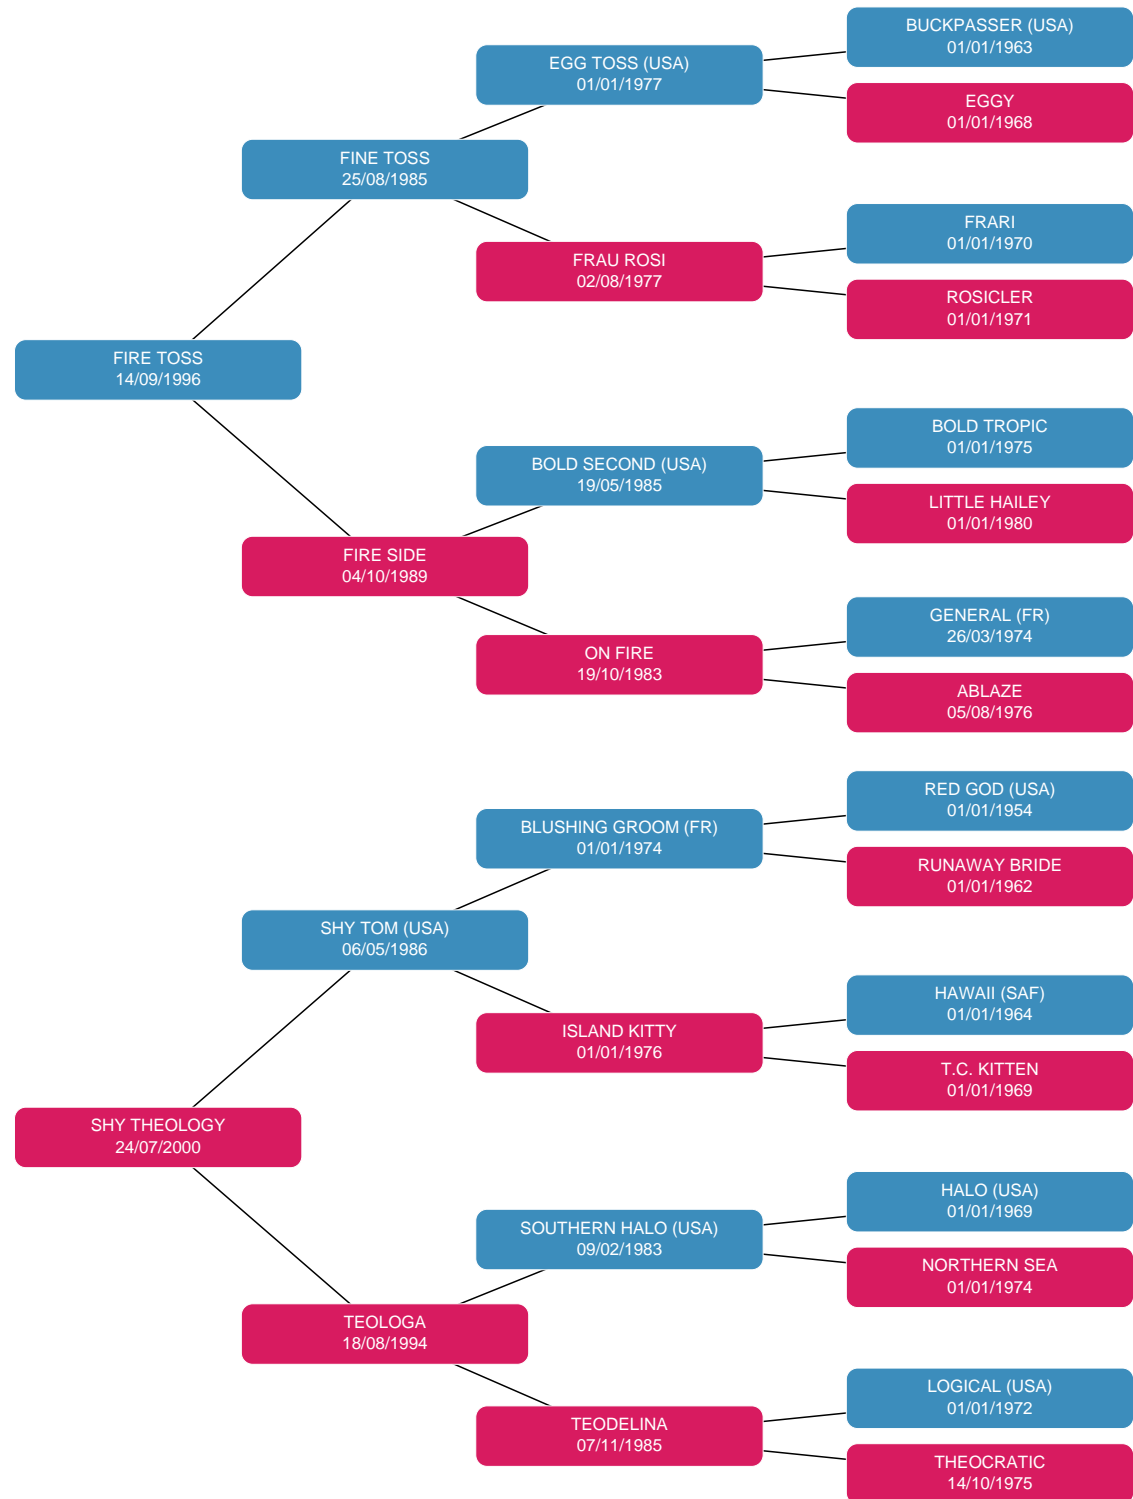 BUCKPASSER (USA)
01/01/1963
EGG TOSS (USA)
01/01/1977
EGGY
01/01/1968
FINE TOSS
25/08/1985
FRARI
01/01/1970
FRAU ROSI
02/08/1977
ROSICLER
01/01/1971
FIRE TOSS
14/09/1996
BOLD TROPIC
01/01/1975
BOLD SECOND (USA)
19/05/1985
LITTLE HAILEY
01/01/1980
FIRE SIDE
04/10/1989
GENERAL (FR)
26/03/1974
ON FIRE
19/10/1983
ABLAZE
05/08/1976
RED GOD (USA)
01/01/1954
BLUSHING GROOM (FR)
01/01/1974
RUNAWAY BRIDE
01/01/1962
SHY TOM (USA)
06/05/1986
HAWAII (SAF)
01/01/1964
ISLAND KITTY
01/01/1976
T.C. KITTEN
01/01/1969
SHY THEOLOGY
24/07/2000
HALO (USA)
01/01/1969
SOUTHERN HALO (USA)
09/02/1983
NORTHERN SEA
01/01/1974
TEOLOGA
18/08/1994
LOGICAL (USA)
01/01/1972
TEODELINA
07/11/1985
THEOCRATIC
14/10/1975